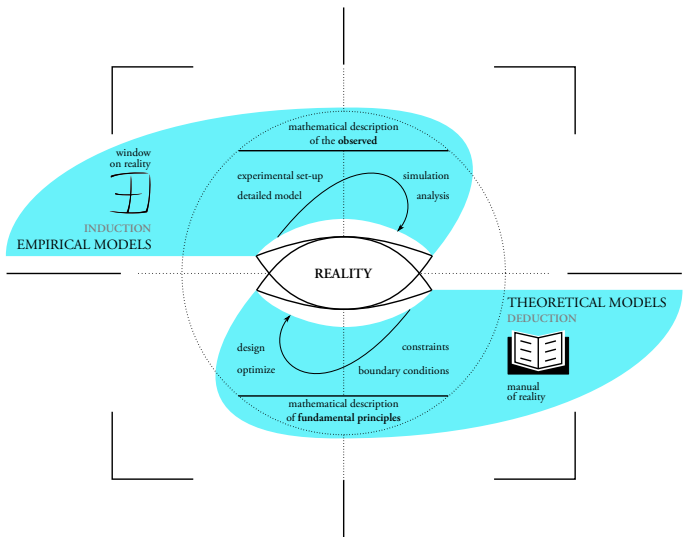 mathematical description
of the observed
window
on reality
experimental set-up
simulation
detailed model
analysis
INDUCTION
EMPIRICAL MODELS
REALITY
THEORETICAL MODELS
DEDUCTION
design
constraints
optimize
boundary conditions
manual
of reality
mathematical description
of fundamental principles